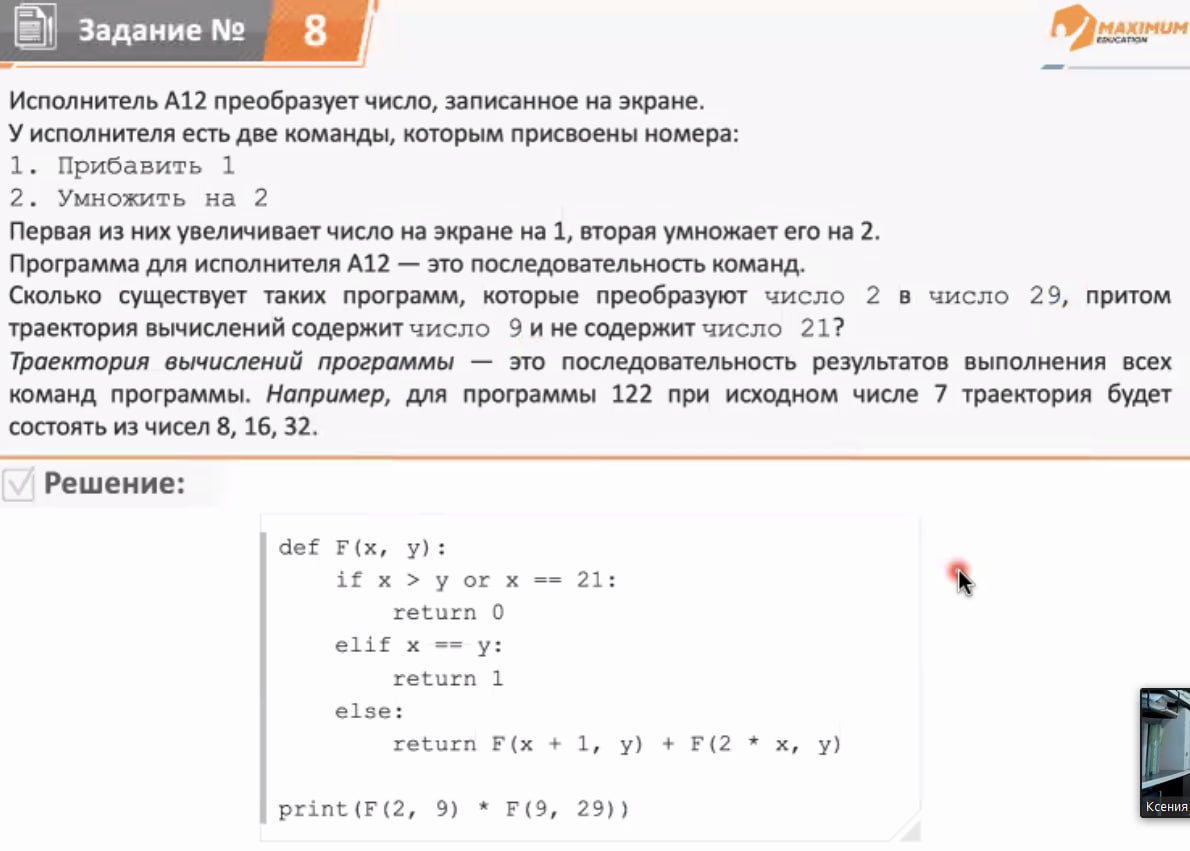 Задание №
8
MAXIMUM
EDUCATION
Исполнитель А12 преобразует число, записанное на экране.
У исполнителя есть две команды, которым присвоены номера:
1. Прибавить 1
2. Умножить на 2
Первая из них увеличивает число на экране на 1, вторая умножает его на 2.
Программа для исполнителя А12 — это последовательность команд.
Сколько существует таких программ, которые преобразуют число 2 в число 29, притом
траектория вычислений содержит число 9 и не содержит число 21?
Траектория вычислений программы — это последовательность результатов выполнения всех
команд программы. Например, для программы 122 при исходном числе 7 траектория будет
состоять из чисел 8, 16, 32.
Решение:
def F(x, y):
    if x > y or x == 21:
        return 0
    elif x == y:
        return 1
    else:
        return F(x + 1, y) + F(2 * x, y)
print(F(2, 9) * F(9, 29))
Ксения